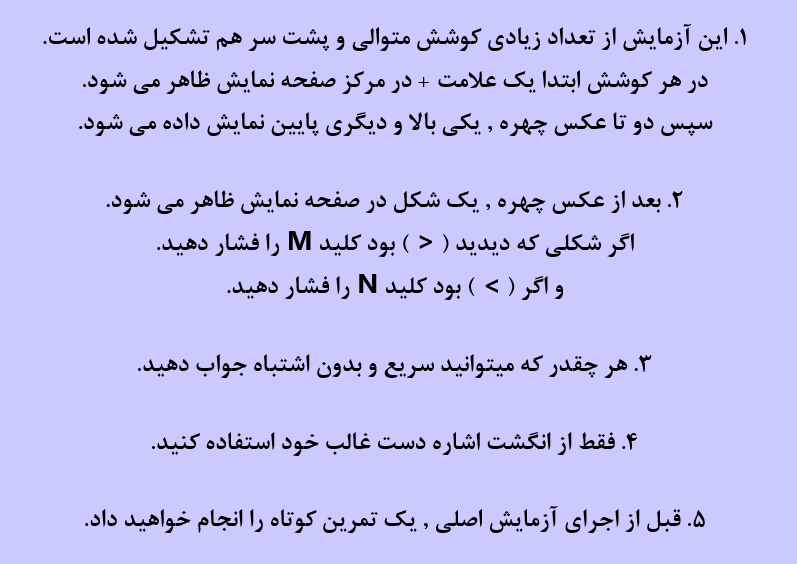 ۱. این آزمایش از تعداد زیادی کوشش متوالی و پشت سر هم تشکیل شده است.
در هر کوشش ابتدا یک علامت + در مرکز صفحه نمایش ظاهر می شود.
سپس دو تا عکس چهره , یکی بالا و دیگری پایین نمایش داده می شود.
۲. بعد از عکس چهره , یک شکل در صفحه نمایش ظاهر می شود.
اگر شکلی که دیدید ( > ) بود کلید M را فشار دهید.
و اگر ( < ) بود کلید N را فشار دهید.
۳. هر چقدر که میتوانید سریع و بدون اشتباه جواب دهید.
۴. فقط از انگشت اشاره دست غالب خود استفاده کنید.
۵. قبل از اجرای آزمایش اصلی , یک تمرین کوتاه را انجام خواهید داد.